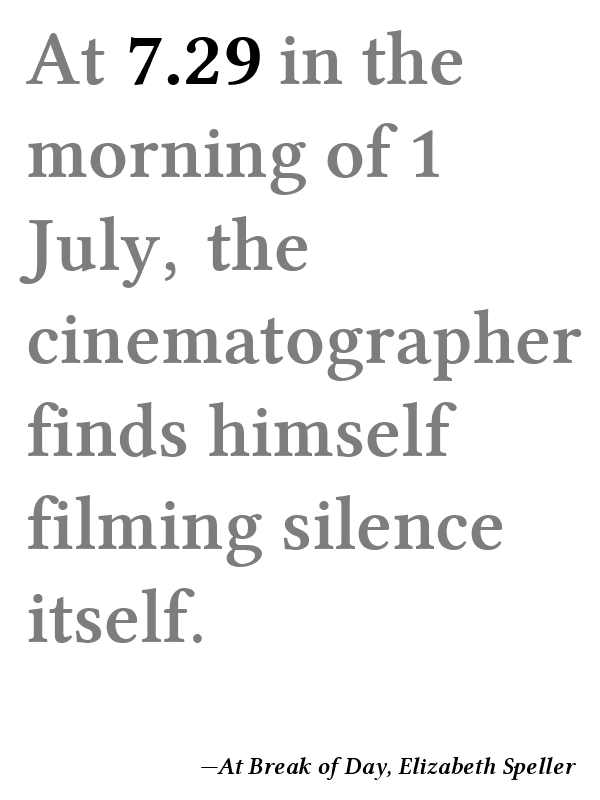 At 7.29 in the
morning of 1
July, the
cinematographer
finds himself
filming silence
itself.
—At Break of Day, Elizabeth Speller